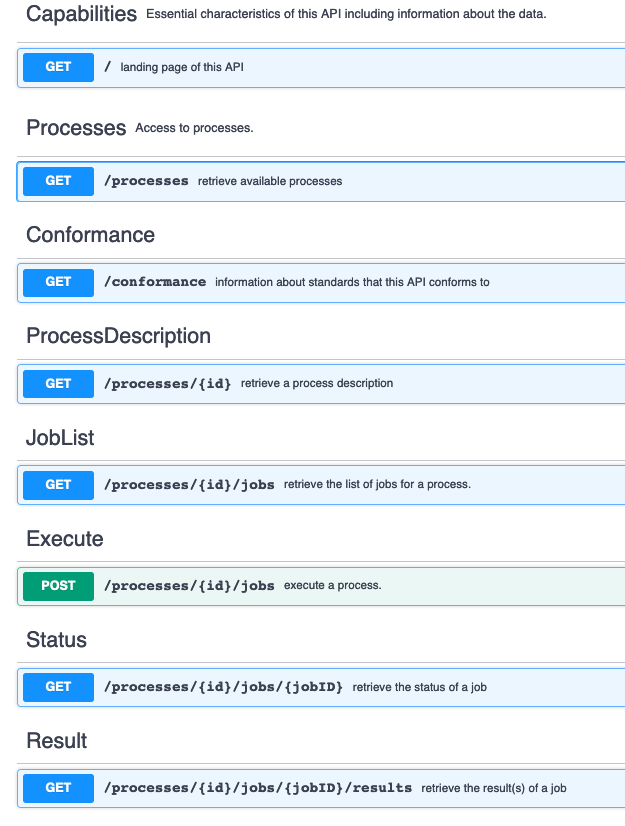 Capabilities Essential characteristics of this API including information about the data.
GET / landing page of this API
Processes Access to processes.
GET /processes retrieve available processes
Conformance
GET /conformance information about standards that this API conforms to
ProcessDescription
GET /processes/{id} retrieve a process description
JobList
GET /processes/{id}/jobs retrieve the list of jobs for a process.
Execute
POST /processes/{id}/jobs execute a process.
Status
GET /processes/{id}/jobs/{jobID} retrieve the status of a job
Result
GET /processes/{id}/jobs/{jobID}/results retrieve the result(s) of a job